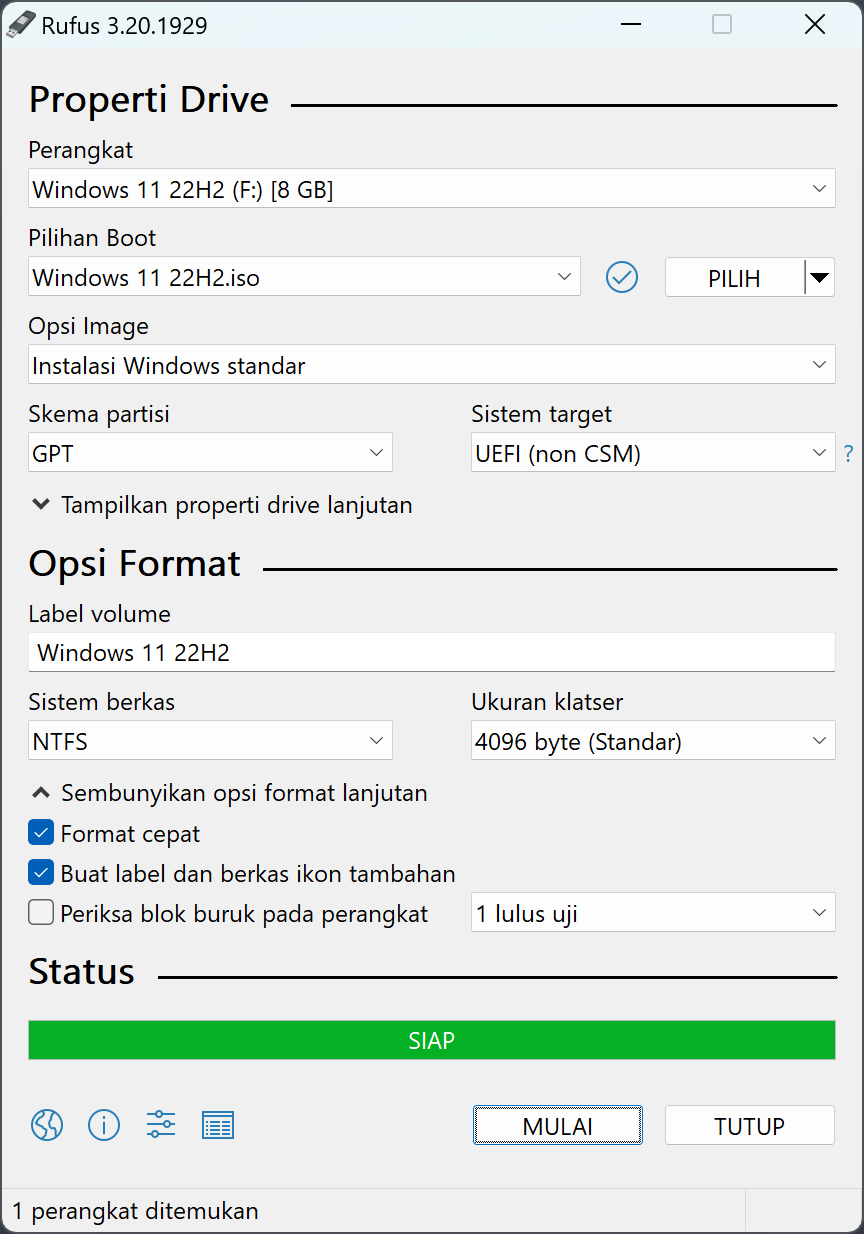 Rufus 3.20.1929
Properti Drive
Perangkat
Windows 11 22H2 (F:) [8 GB]
Pilihan Boot
Windows 11 22H2.iso
PILIH
Opsi Image
Instalasi Windows standar
Skema partisi
Sistem target
GPT
UEFI (non CSM)
?
Tampilkan properti drive lanjutan
Opsi Format
Label volume
Windows 11 22H2
Sistem berkas
Ukuran klatser
NTFS
4096 byte (Standar)
Sembunyikan opsi format lanjutan
Format cepat
Buat label dan berkas ikon tambahan
Periksa blok buruk pada perangkat
1 lulus uji
Status
SIAP
MULAI
TUTUP
1 perangkat ditemukan